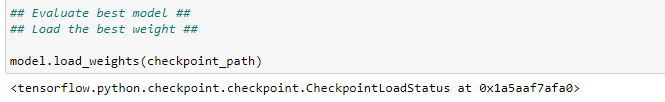 ## Evaluate best model ##
## Load the best weight ##
model.load_weights(checkpoint_path)
<tensorflow.python.checkpoint.checkpoint.CheckpointLoadStatus at 0x1a5aaf7afa0>